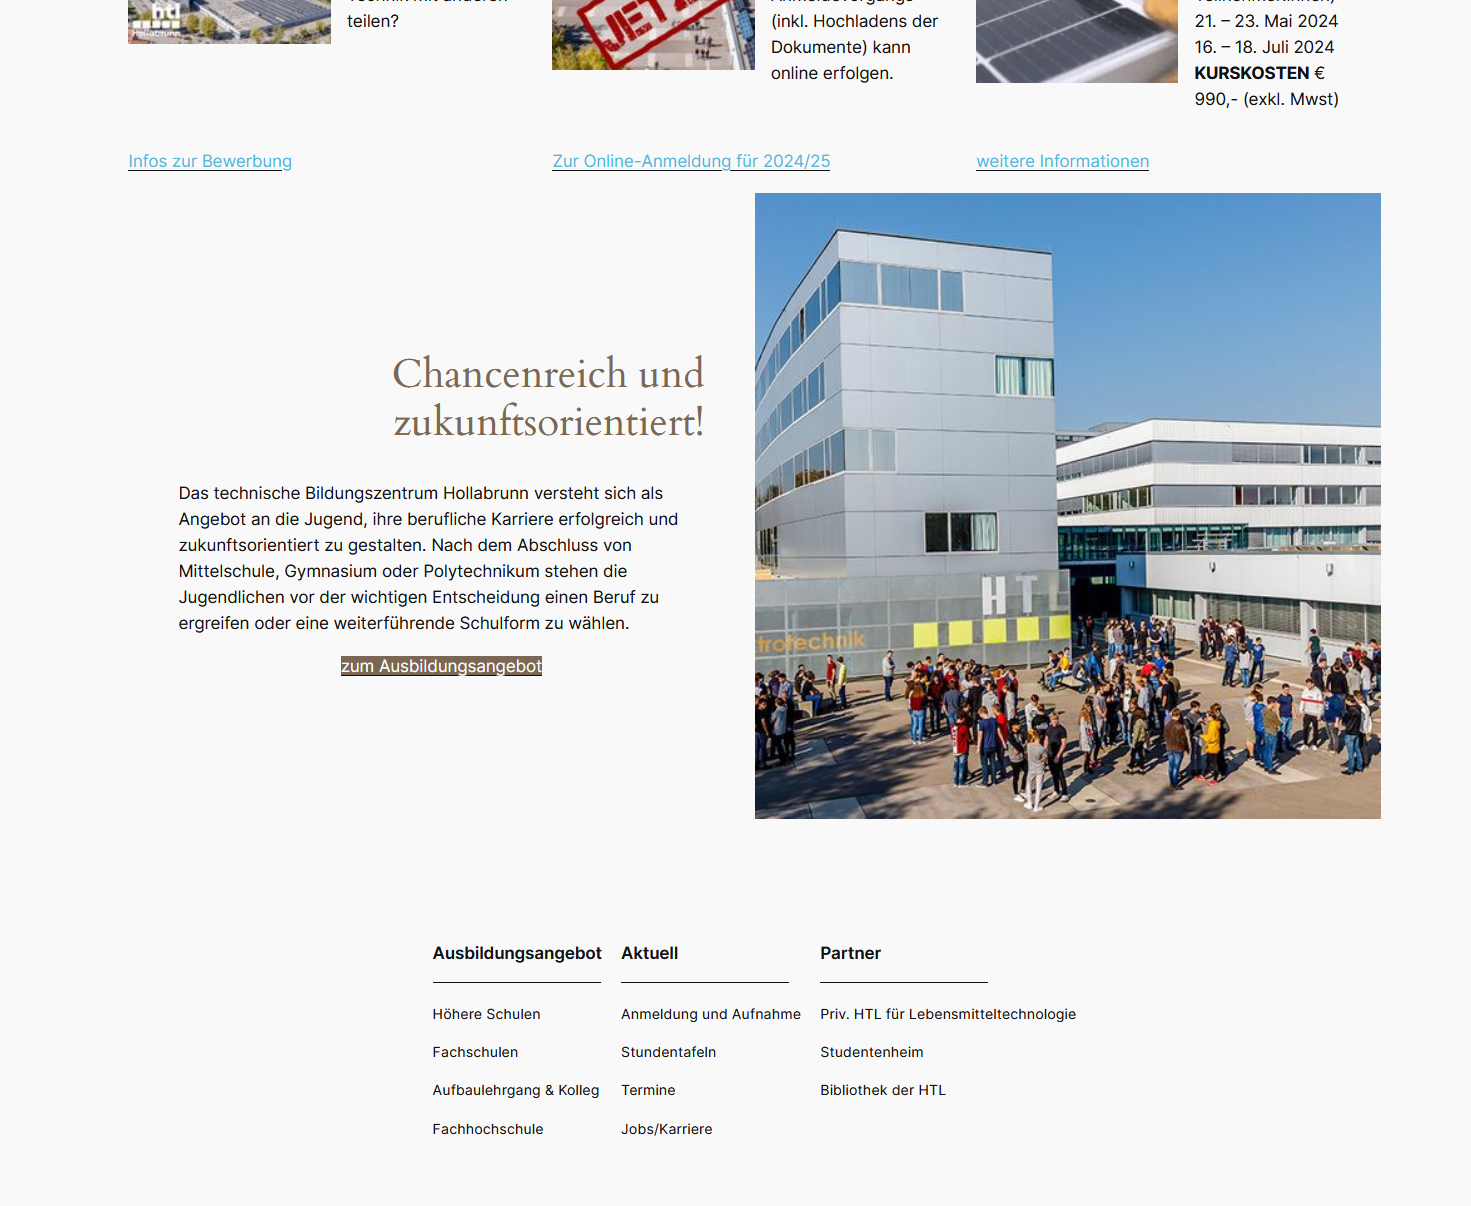 teilen?
(inkl. Hochladens der
Dokumente) kann
online erfolgen.
21. – 23. Mai 2024
16. – 18. Juli 2024
KURSKOSTEN €
990,- (exkl. Mwst)
htl
Hollabrunn
JETZ
Infos zur Bewerbung
Zur Online-Anmeldung für 2024/25
weitere Informationen
Chancenreich und
zukunftsorientiert!
Das technische Bildungszentrum Hollabrunn versteht sich als
Angebot an die Jugend, ihre berufliche Karriere erfolgreich und
zukunftsorientiert zu gestalten. Nach dem Abschluss von
Mittelschule, Gymnasium oder Polytechnikum stehen die
Jugendlichen vor der wichtigen Entscheidung einen Beruf zu
ergreifen oder eine weiterführende Schulform zu wählen.
zum Ausbildungsangebot
HTL
trotechnik
Ausbildungsangebot
Höhere Schulen
Fachschulen
Aufbaulehrgang & Kolleg
Fachhochschule
Aktuell
Anmeldung und Aufnahme
Stundentafeln
Termine
Jobs/Karriere
Partner
Priv. HTL für Lebensmitteltechnologie
Studentenheim
Bibliothek der HTL